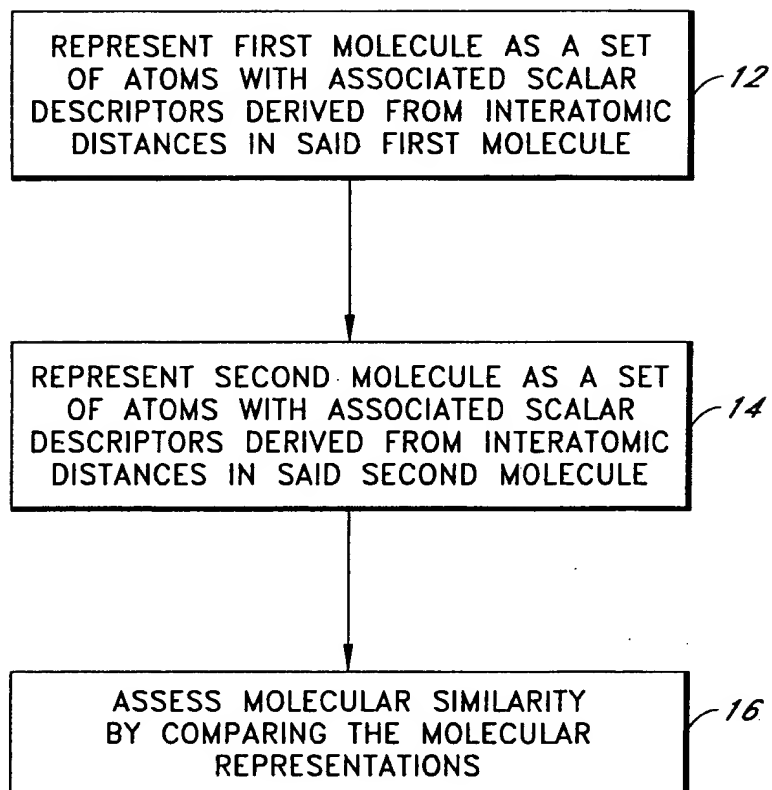 REPRESENT FIRST MOLECULE AS A SET
OF ATOMS WITH ASSOCIATED SCALAR
DESCRIPTORS DERIVED FROM INTERATOMIC
DISTANCES IN SAID FIRST MOLECULE
12
REPRESENT SECOND MOLECULE AS A SET
OF ATOMS WITH ASSOCIATED SCALAR
DESCRIPTORS DERIVED FROM INTERATOMIC
DISTANCES IN SAID SECOND MOLECULE
14
ASSESS MOLECULAR SIMILARITY
BY COMPARING THE MOLECULAR
REPRESENTATIONS
16